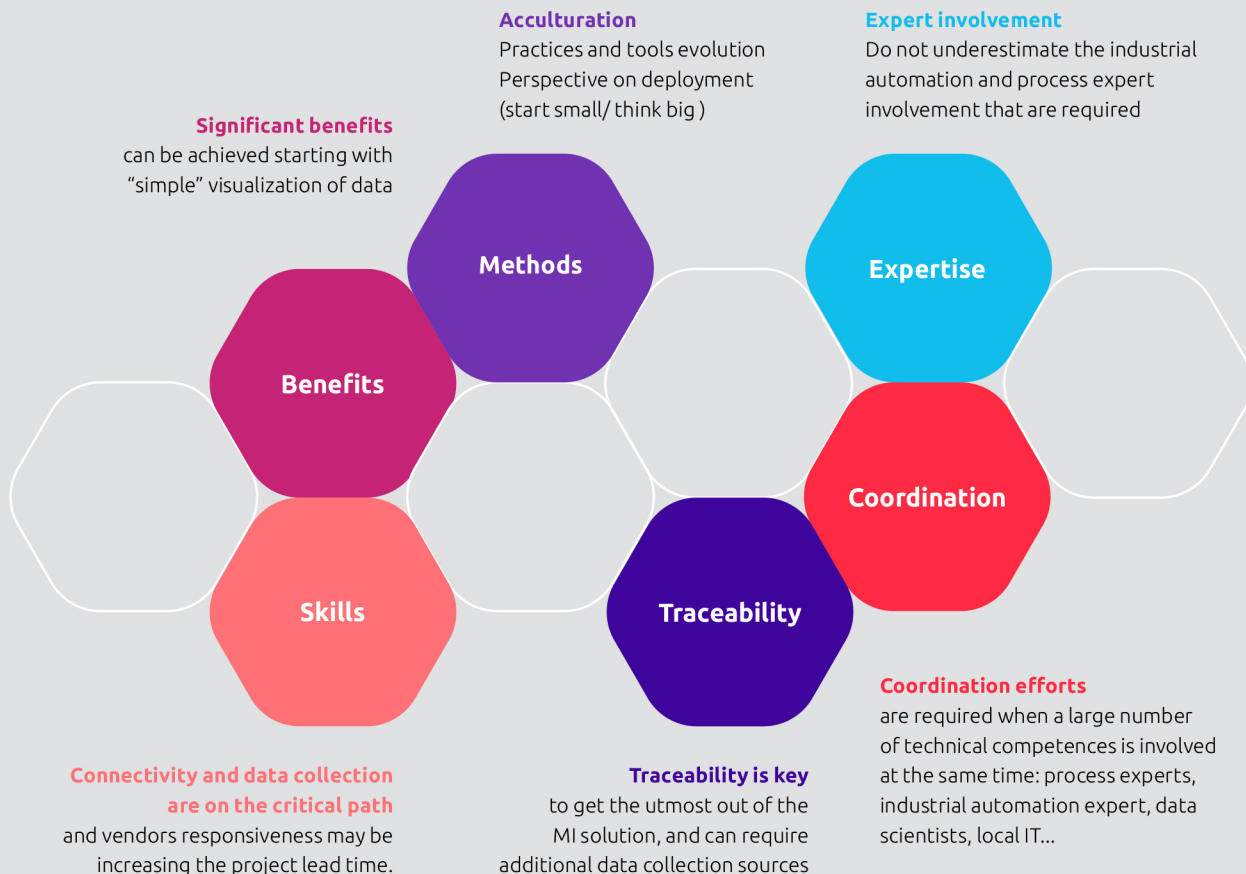 Acculturation
Practices and tools evolution
Perspective on deployment
(start small/ think big )
Expert involvement
Do not underestimate the industrial
automation and process expert
involvement that are required
Significant benefits
can be achieved starting with
“simple” visualization of data
Methods
Expertise
Benefits
Coordination
Skills
Traceability
Connectivity and data collection
are on the critical path
and vendors responsiveness may be
increasing the project lead time.
Traceability is key
to get the utmost out of the
MI solution, and can require
additional data collection sources
Coordination efforts
are required when a large number
of technical competences is involved
at the same time: process experts,
industrial automation expert, data
scientists, local IT...